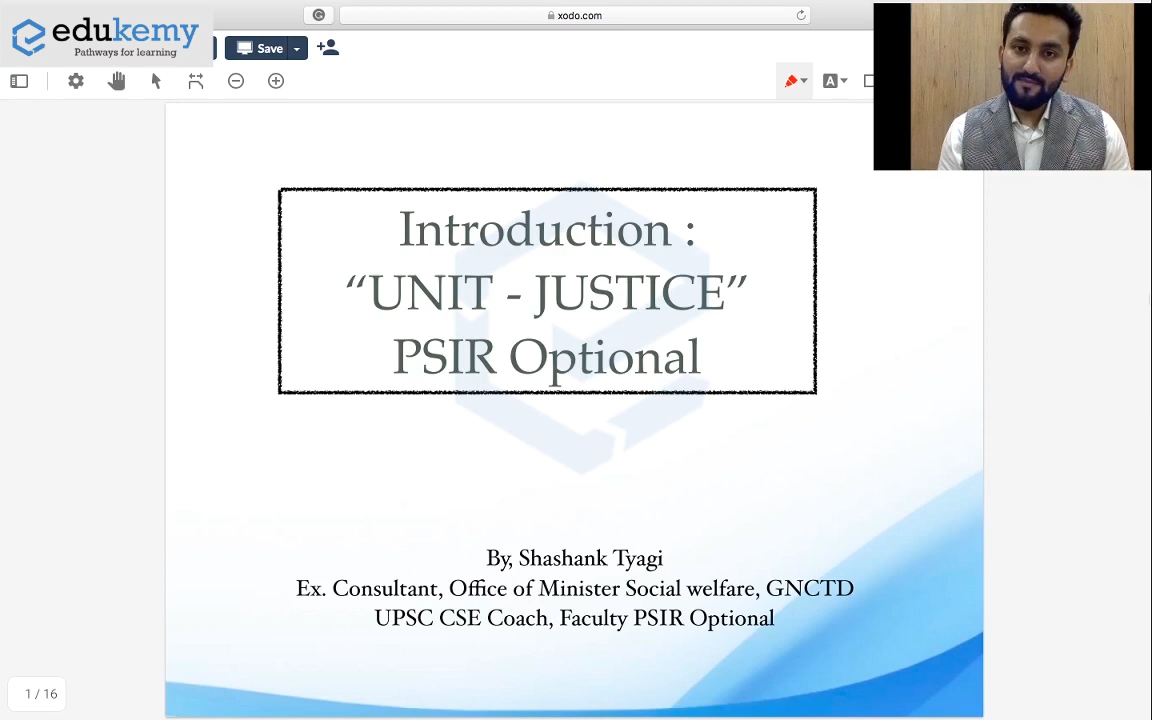 xodo.com
edukemy
Pathways for learning
Save
A
Introduction :
“UNIT - JUSTICE”
PSIR Optional
By, Shashank Tyagi
Ex. Consultant, Office of Minister Social welfare, GNCTD
UPSC CSE Coach, Faculty PSIR Optional
1 / 16